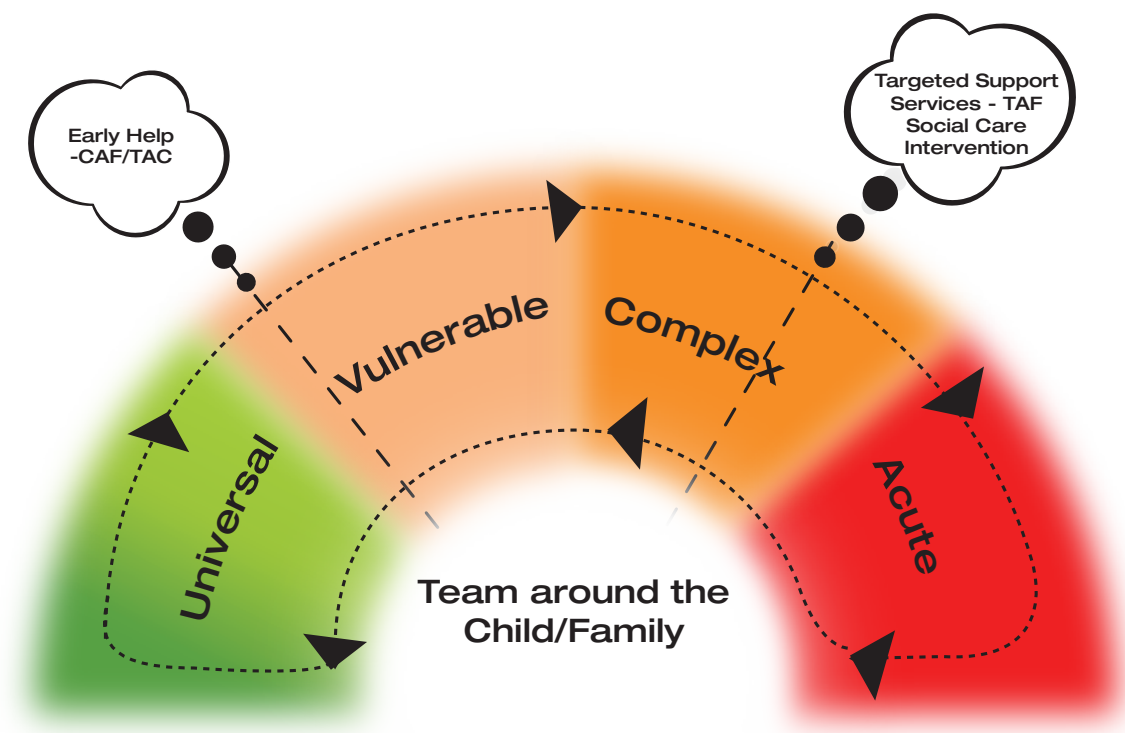 Early Help
-CAF/TAC
Targeted Support
Services - TAF
Social Care
Intervention
Universal
Vulnerable
Complex
Acute
Team around the
Child/Family